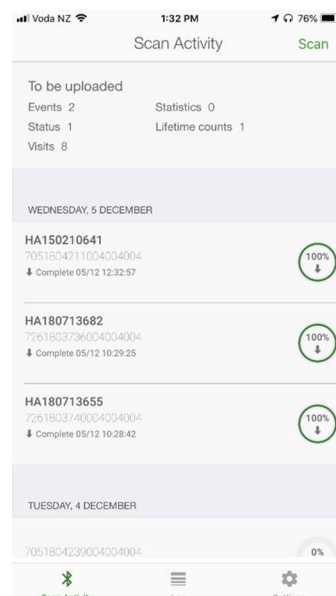 Voda NZ 1:32 PM 76%
Scan Activity Scan
To be uploaded
Events 2 Statistics 0
Status 1 Lifetime counts 1
Visits 8
WEDNESDAY, 5 DECEMBER
HA150210641
7051804211004004004
Complete 05/12 12:32:57
100%
HA180713682
7261803736004004004
Complete 05/12 10:29:25
100%
HA180713655
7261803740004004004
Complete 05/12 10:28:42
100%
TUESDAY, 4 DECEMBER
7051804239004004004
0%
Scan Activity